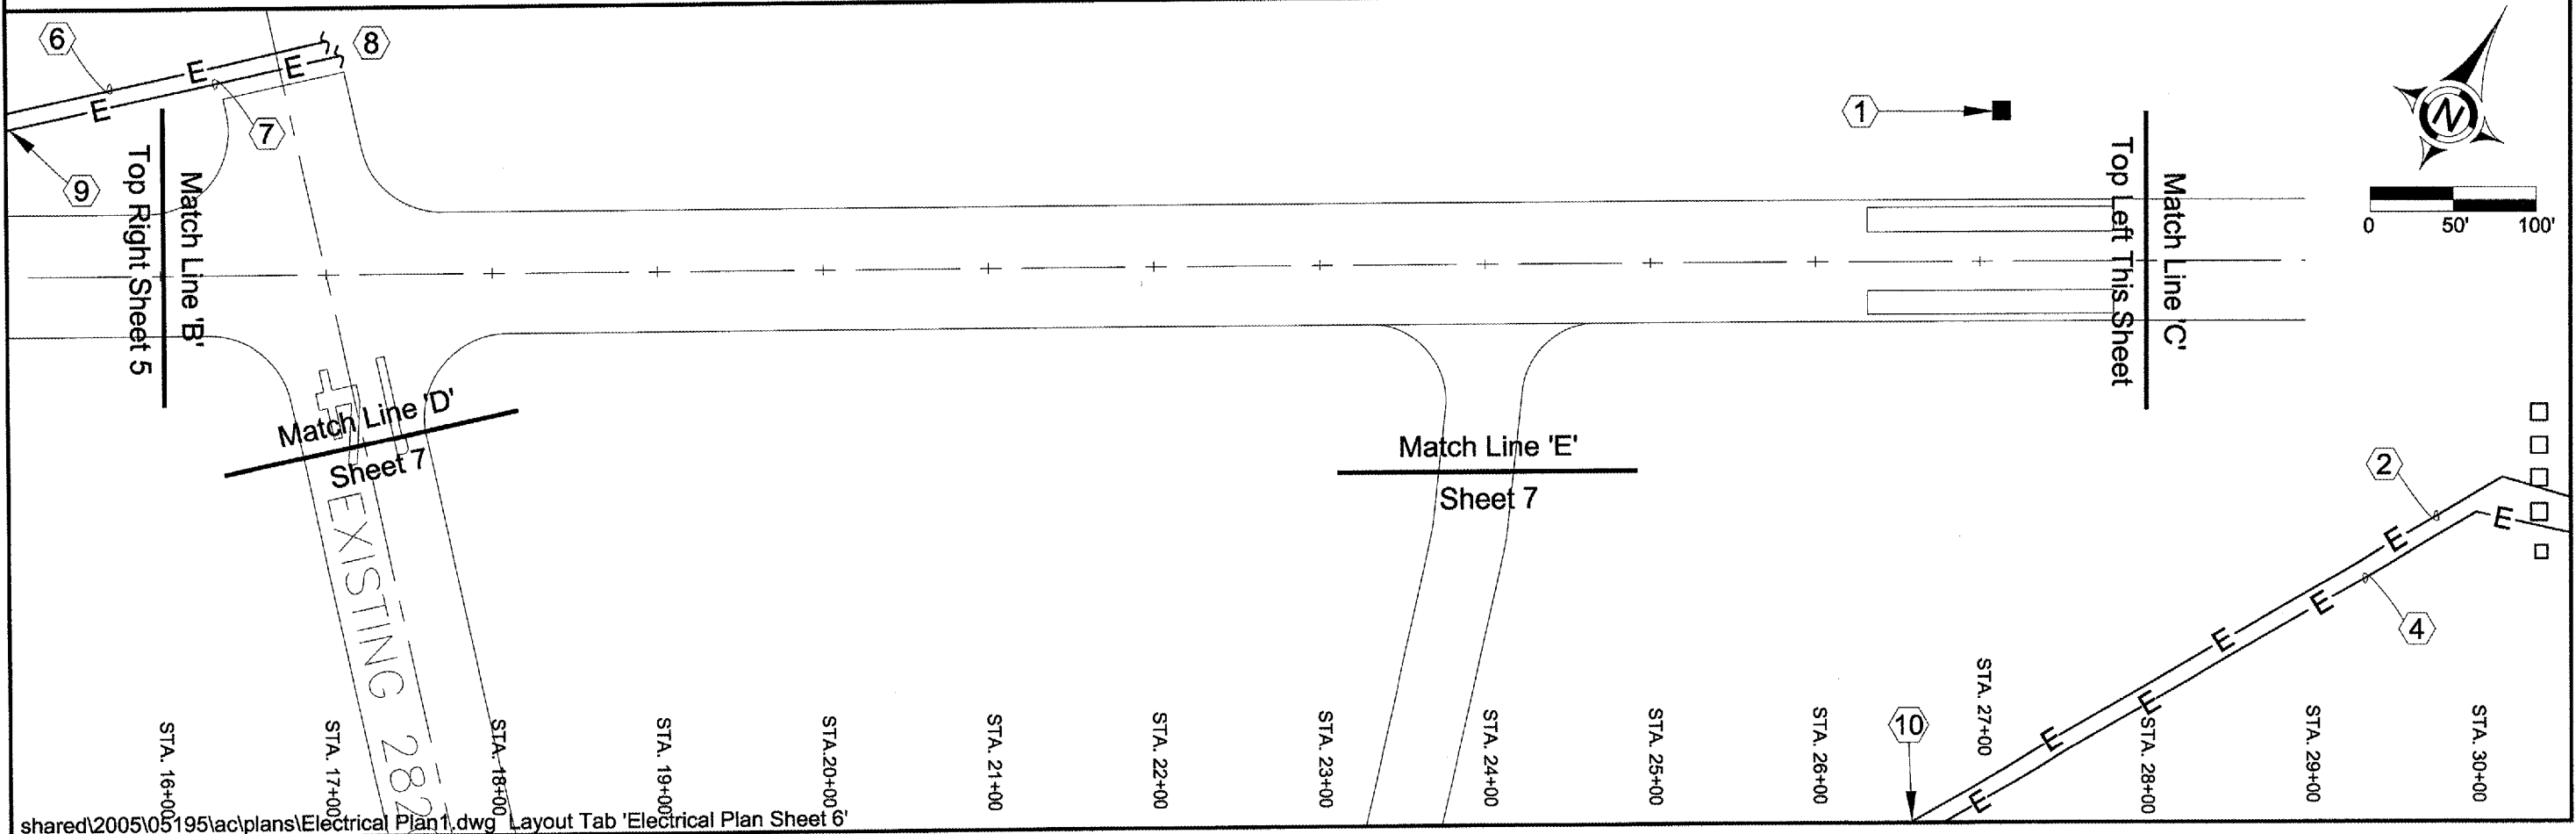 6
E
E
8
E
7
9
Top Right Sheet 5
Match Line 'B'
1
Top Left This Sheet
Match Line 'C'
N
0 50' 100'
Match Line 'D'
Sheet 7
EXISTING 282
Match Line 'E'
Sheet 7
2
E
E
E
4
E
E
E
10
E
STA. 16+00
STA. 17+00
STA. 18+00
STA. 19+00
STA.20+00
STA. 21+00
STA. 22+00
STA. 23+00
STA. 24+00
STA. 25+00
STA. 26+00
STA. 27+00
STA. 28+00
STA. 29+00
STA. 30+00
shared\2005\05195\ac\plans\Electrical Plan1.dwg Layout Tab 'Electrical Plan Sheet 6'